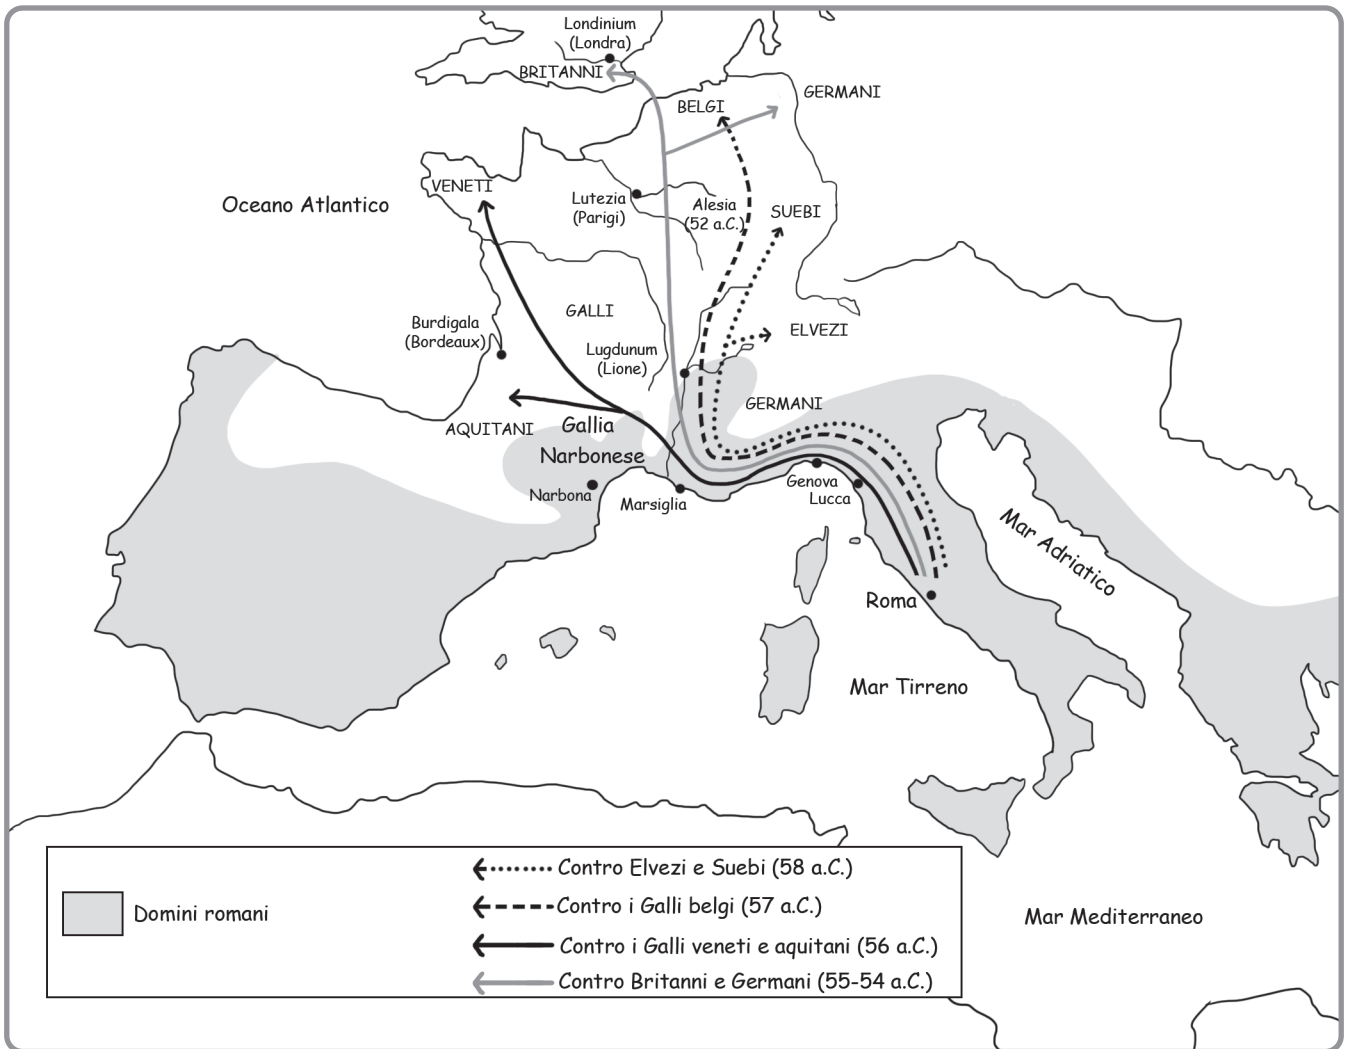 Londinium
(Londra)
BRITANNI
GERMANI
BELGI
VENETI
Oceano Atlantico
Lutezia
(Parigi)
Alesia
(52 a.C.)
SUEBI
GALLI
Burdigala
(Bordeaux)
ELVEZI
Lugdunum
(Lione)
GERMANI
AQUITANI
Gallia
Narbonese
Narbona
Marsiglia
Genova
Lucca
Mar Adriatico
Roma
Mar Tirreno
Domini romani
Contro Elvezi e Suebi (58 a.C.)
Contro i Galli belgi (57 a.C.)
Contro i Galli veneti e aquitani (56 a.C.)
Contro Britanni e Germani (55-54 a.C.)
Mar Mediterraneo